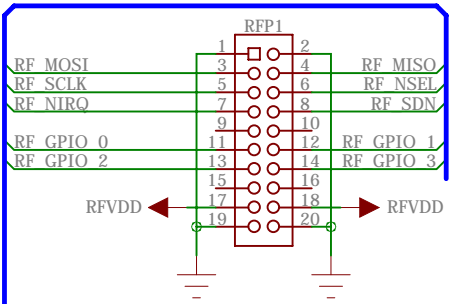 RFP1
1 2
RF_MOSI 3 4 RF_MISO
RF_SCLK 5 6 RF_NSEL
RF_NIRQ 7 8 RF_SDN
9 10
RF_GPIO_0 11 12 RF_GPIO_1
RF_GPIO_2 13 14 RF_GPIO_3
15 16
RFVDD 17 18 RFVDD
19 20